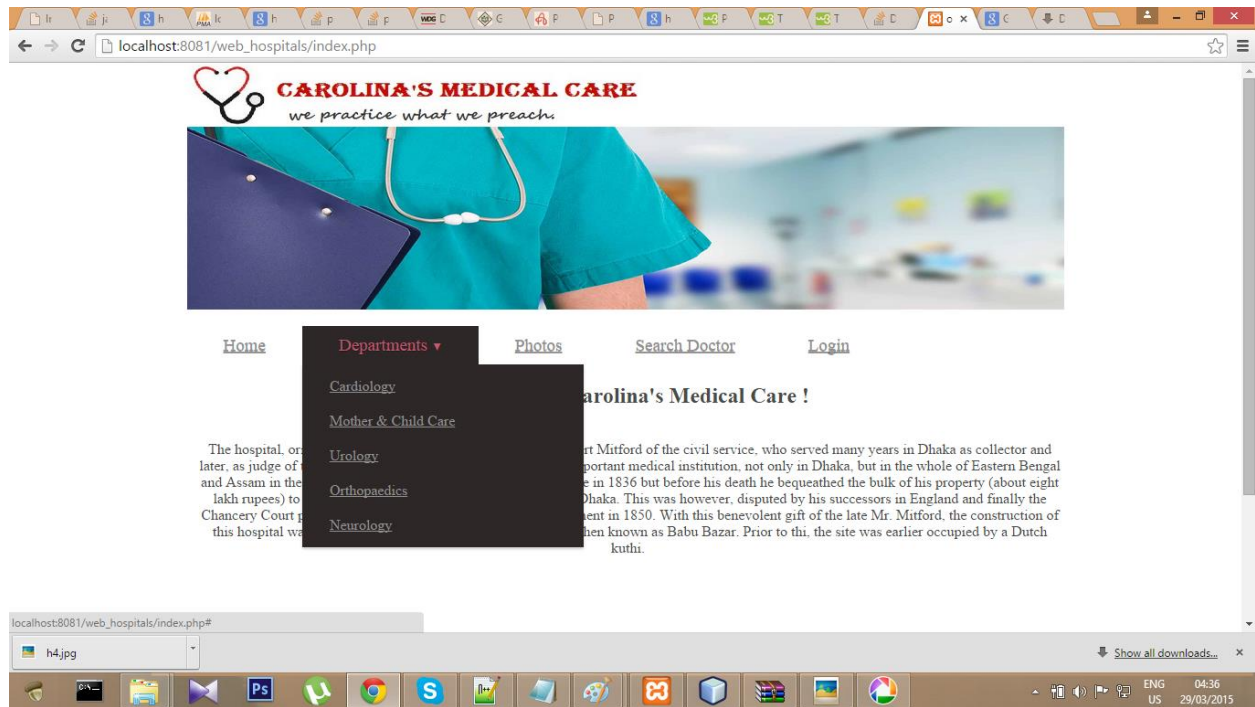 Ir
ji
h
lc
h
p
p
WDG D
G
P
P
h
P
T
T
D
o
C
D
localhost:8081/web_hospitals/index.php
CAROLINA'S MEDICAL CARE
we practice what we preach.
Home Departments ▾ Photos Search Doctor Login
Cardiology
Mother & Child Care
Urology
Orthopaedics
Neurology
arolina's Medical Care !
The hospital, ori rt Mitford of the civil service, who served many years in Dhaka as collector and
later, as judge of portant medical institution, not only in Dhaka, but in the whole of Eastern Bengal
and Assam in the e in 1836 but before his death he bequeathed the bulk of his property (about eight
lakh rupees) to Dhaka. This was however, disputed by his successors in England and finally the
Chancery Court p ent in 1850. With this benevolent gift of the late Mr. Mitford, the construction of
this hospital wa hen known as Babu Bazar. Prior to thi, the site was earlier occupied by a Dutch
kuthi.
localhost:8081/web_hospitals/index.php#
h4.jpg Show all downloads...
Ps
ENG 04:36
US 29/03/2015